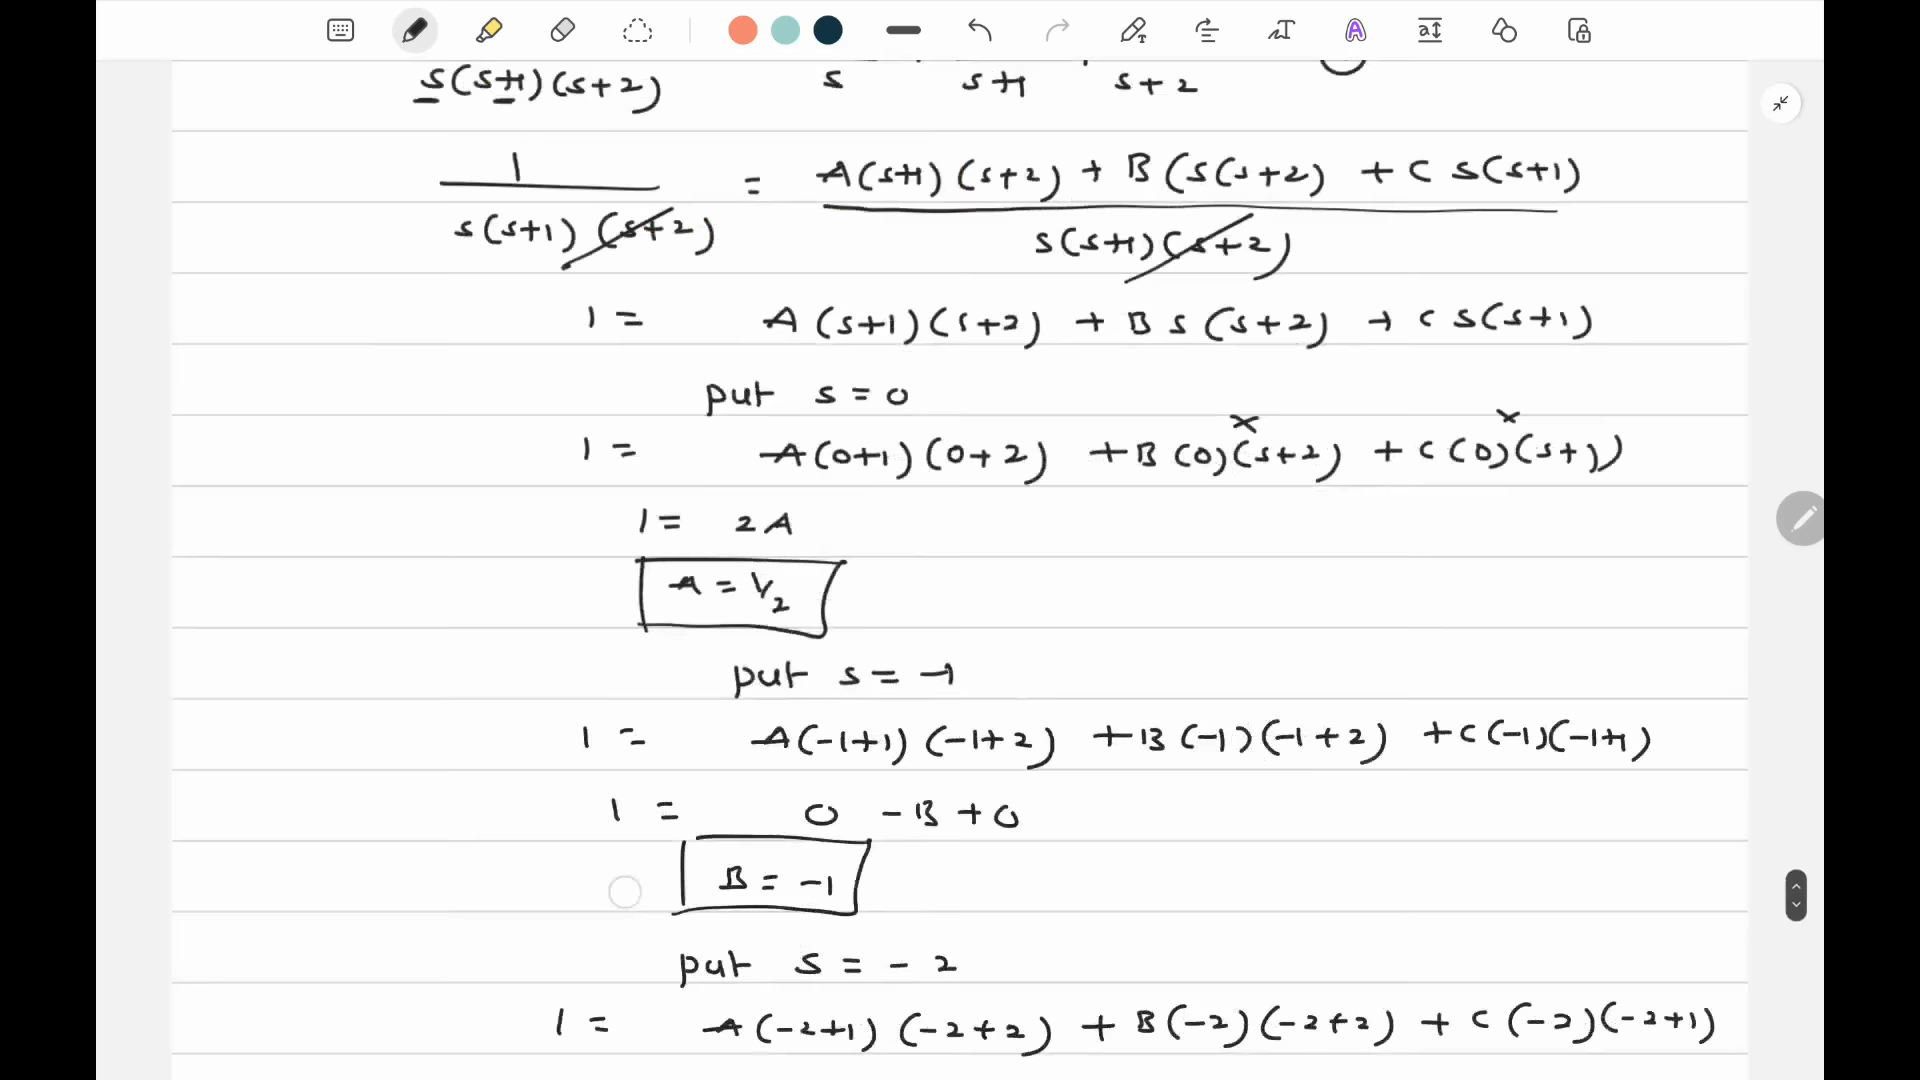 s(s+1)(s+2) s s+1 s+2
1 / s(s+1)(s+2) = A(s+1)(s+2) + B(s(s+2) + C s(s+1) / s(s+1)(s+2)
1 = A(s+1)(s+2) + B s(s+2) + C s(s+1)
put s = 0
1 = A(0+1)(0+2) + B(0)(s+2) + C(0)(s+1)
1 = 2A
A = 1/2
put s = -1
1 = A(-1+1)(-1+2) + B(-1)(-1+2) + C(-1)(-1+1)
1 = 0 - B + 0
B = -1
put s = -2
1 = A(-2+1)(-2+2) + B(-2)(-2+2) + C(-2)(-2+1)